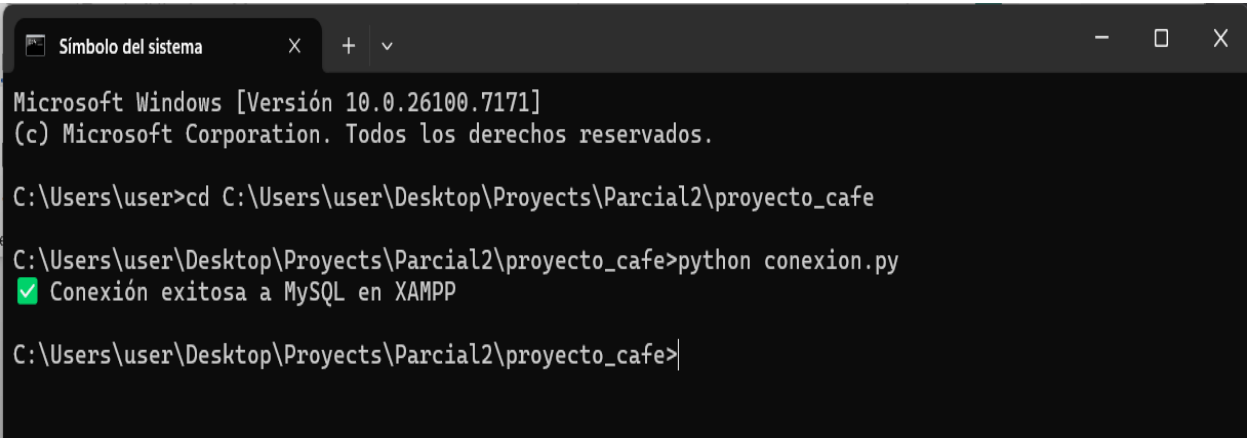 Símbolo del sistema
Microsoft Windows [Versión 10.0.26100.7171]
(c) Microsoft Corporation. Todos los derechos reservados.
C:\Users\user>cd C:\Users\user\Desktop\Proyects\Parcial2\proyecto_cafe
C:\Users\user\Desktop\Proyects\Parcial2\proyecto_cafe>python conexion.py
✅ Conexión exitosa a MySQL en XAMPP
C:\Users\user\Desktop\Proyects\Parcial2\proyecto_cafe>